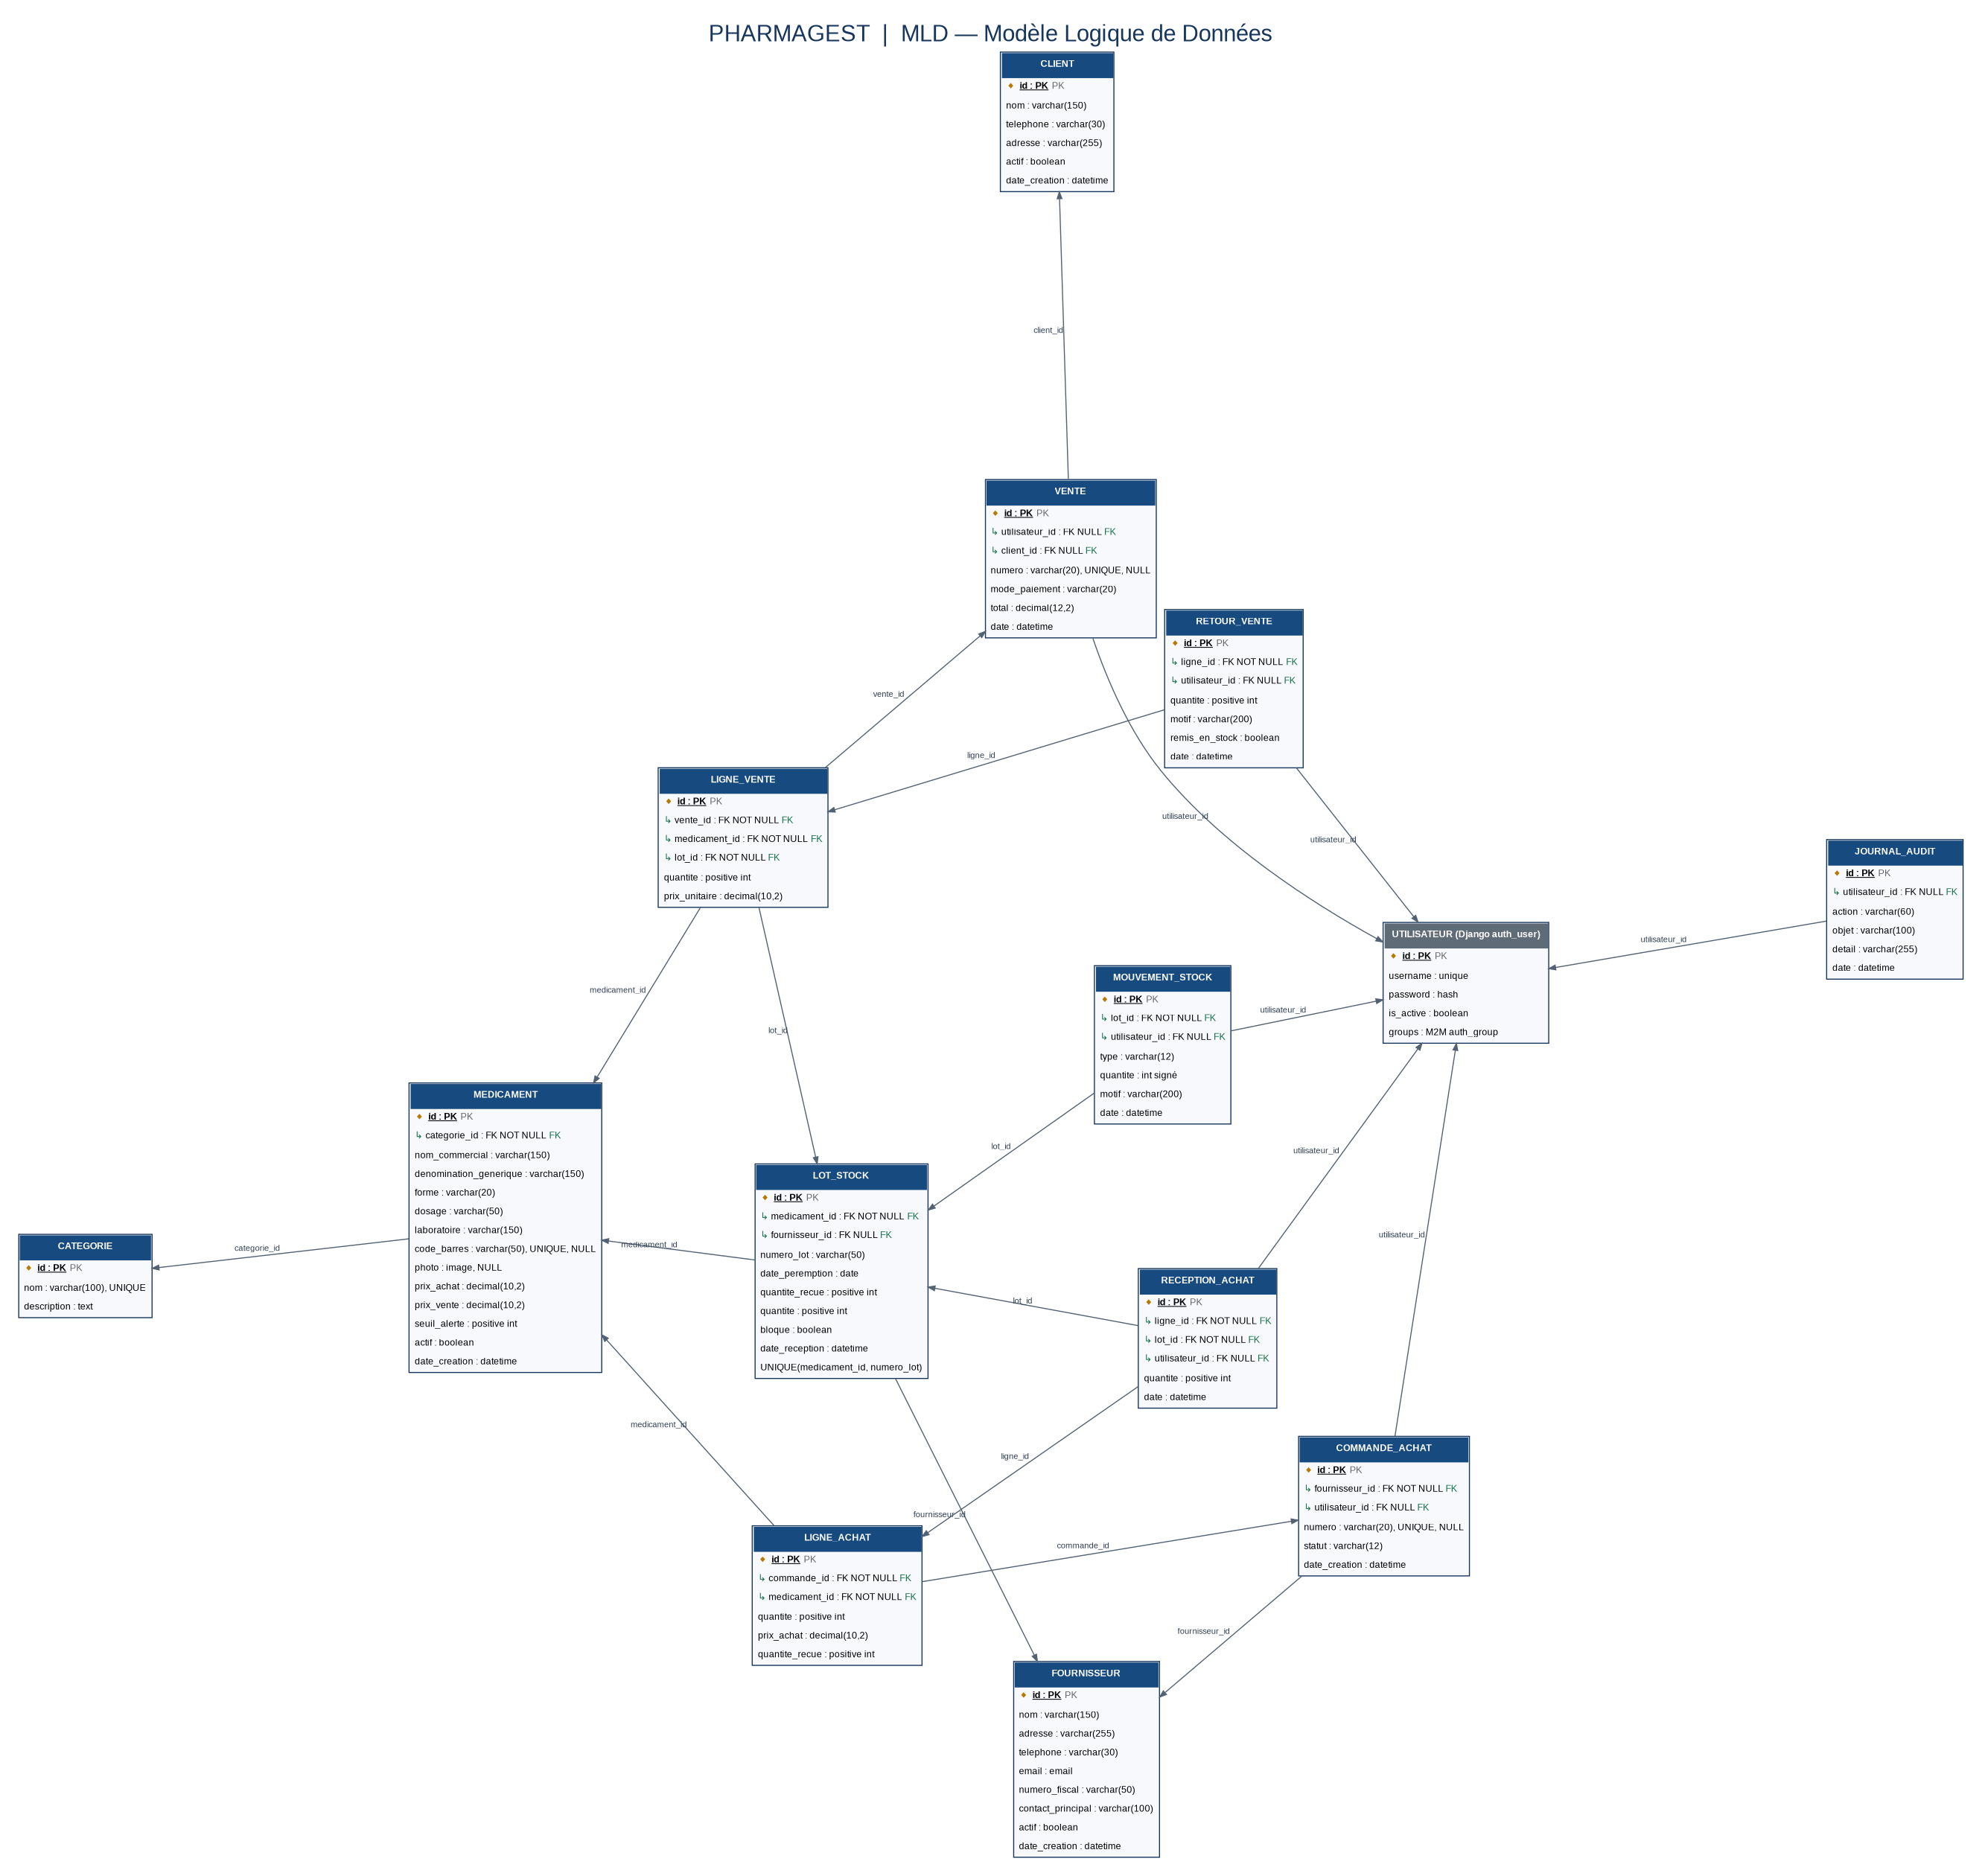 PHARMAGEST | MLD — Modèle Logique de Données
CLIENT
◆ id : PK PK
nom : varchar(150)
telephone : varchar(30)
adresse : varchar(255)
actif : boolean
date_creation : datetime
client_id
VENTE
◆ id : PK PK
↳ utilisateur_id : FK NULL FK
↳ client_id : FK NULL FK
numero : varchar(20), UNIQUE, NULL
mode_paiement : varchar(20)
total : decimal(12,2)
date : datetime
RETOUR_VENTE
◆ id : PK PK
↳ ligne_id : FK NOT NULL FK
↳ utilisateur_id : FK NULL FK
quantite : positive int
motif : varchar(200)
remis_en_stock : boolean
date : datetime
vente_id
ligne_id
LIGNE_VENTE
◆ id : PK PK
↳ vente_id : FK NOT NULL FK
↳ medicament_id : FK NOT NULL FK
↳ lot_id : FK NOT NULL FK
quantite : positive int
prix_unitaire : decimal(10,2)
utilisateur_id
utilisateur_id
JOURNAL_AUDIT
◆ id : PK PK
↳ utilisateur_id : FK NULL FK
action : varchar(60)
objet : varchar(100)
detail : varchar(255)
date : datetime
utilisateur_id
UTILISATEUR (Django auth_user)
◆ id : PK PK
username : unique
password : hash
is_active : boolean
groups : M2M auth_group
MOUVEMENT_STOCK
◆ id : PK PK
↳ lot_id : FK NOT NULL FK
↳ utilisateur_id : FK NULL FK
type : varchar(12)
quantite : int signé
motif : varchar(200)
date : datetime
utilisateur_id
medicament_id
lot_id
lot_id
utilisateur_id
MEDICAMENT
◆ id : PK PK
↳ categorie_id : FK NOT NULL FK
nom_commercial : varchar(150)
denomination_generique : varchar(150)
forme : varchar(20)
dosage : varchar(50)
laboratoire : varchar(150)
code_barres : varchar(50), UNIQUE, NULL
photo : image, NULL
prix_achat : decimal(10,2)
prix_vente : decimal(10,2)
seuil_alerte : positive int
actif : boolean
date_creation : datetime
LOT_STOCK
◆ id : PK PK
↳ medicament_id : FK NOT NULL FK
↳ fournisseur_id : FK NULL FK
numero_lot : varchar(50)
date_peremption : date
quantite_recue : positive int
quantite : positive int
bloque : boolean
date_reception : datetime
UNIQUE(medicament_id, numero_lot)
CATEGORIE
◆ id : PK PK
nom : varchar(100), UNIQUE
description : text
categorie_id
medicament_id
lot_id
utilisateur_id
RECEPTION_ACHAT
◆ id : PK PK
↳ ligne_id : FK NOT NULL FK
↳ lot_id : FK NOT NULL FK
↳ utilisateur_id : FK NULL FK
quantite : positive int
date : datetime
medicament_id
ligne_id
COMMANDE_ACHAT
◆ id : PK PK
↳ fournisseur_id : FK NOT NULL FK
↳ utilisateur_id : FK NULL FK
numero : varchar(20), UNIQUE, NULL
statut : varchar(12)
date_creation : datetime
fournisseur_id
LIGNE_ACHAT
◆ id : PK PK
↳ commande_id : FK NOT NULL FK
↳ medicament_id : FK NOT NULL FK
quantite : positive int
prix_achat : decimal(10,2)
quantite_recue : positive int
commande_id
fournisseur_id
FOURNISSEUR
◆ id : PK PK
nom : varchar(150)
adresse : varchar(255)
telephone : varchar(30)
email : email
numero_fiscal : varchar(50)
contact_principal : varchar(100)
actif : boolean
date_creation : datetime